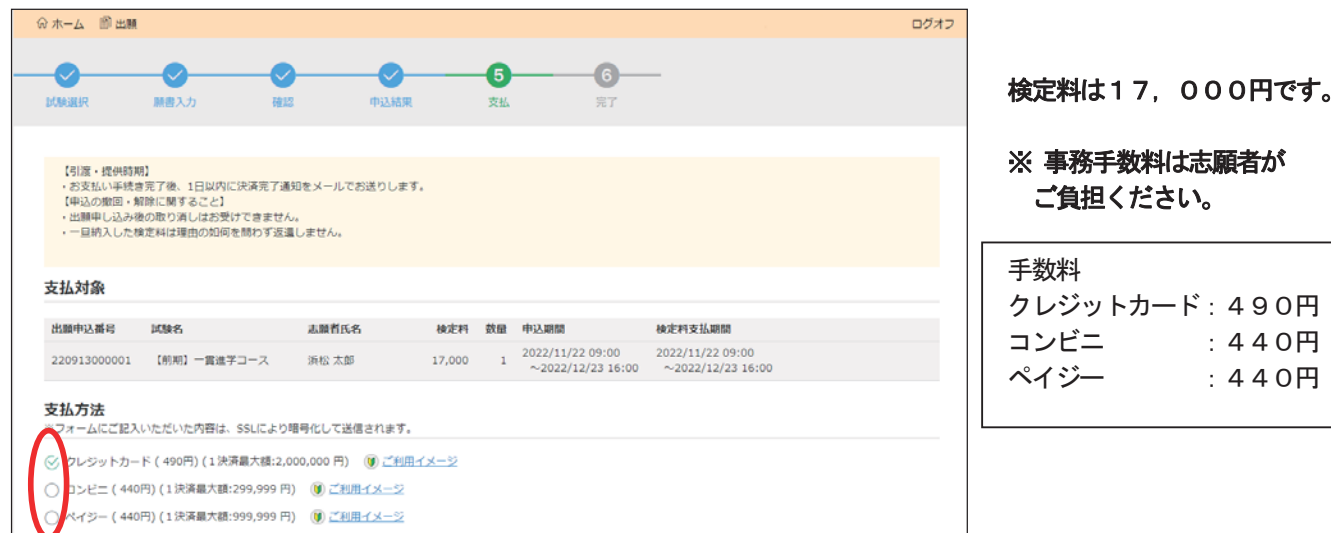 ホーム 出願 ログオフ
5 6
試験選択 願書入力 確認 申込結果 支払 完了
【引渡・提供時期】
・お支払い手続き完了後、1日以内に決済完了通知をメールでお送りします。
【申込の撤回・解除に関すること】
・出願申し込み後の取り消しはお受けできません。
・一旦納入した検定料は理由の如何を問わず返還しません。
支払対象
出願申込番号 試験名 志願者氏名 検定料 数量 申込期間 検定料支払期間
220913000001 【前期】一貫進学コース 浜松 太郎 17,000 1 2022/11/22 09:00 2022/11/22 09:00
～2022/12/23 16:00 ～2022/12/23 16:00
支払方法
※フォームにご記入いただいた内容は、SSLにより暗号化して送信されます。
クレジットカード ( 490円) (１決済最大額:2,000,000 円) ご利用イメージ
コンビニ ( 440円) (１決済最大額:299,999 円) ご利用イメージ
ペイジー ( 440円) (１決済最大額:999,999 円) ご利用イメージ
検定料は１７，０００円です。
※ 事務手数料は志願者が
ご負担ください。
手数料
クレジットカード：４９０円
コンビニ ：４４０円
ペイジー ：４４０円